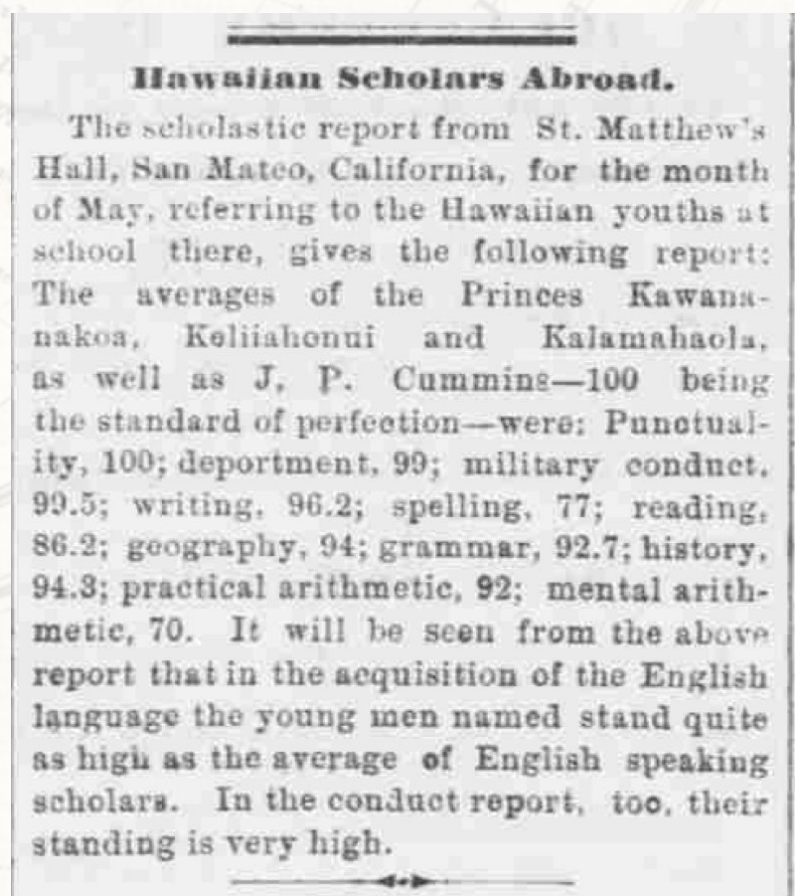 Hawaiian Scholars Abroad.
The scholastic report from St. Matthew's
Hall, San Mateo, California, for the month
of May, referring to the Hawaiian youths at
school there, gives the following report:
The averages of the Princes Kawana-
nakoa, Keliiahonui and Kalamahaola,
as well as J. P. Cummins—100 being
the standard of perfection—were: Punctual-
ity, 100; deportment, 99; military conduct,
99.5; writing, 96.2; spelling, 77; reading,
86.2; geography, 94; grammar, 92.7; history,
94.3; practical arithmetic, 92; mental arith-
metic, 70. It will be seen from the above
report that in the acquisition of the English
language the young men named stand quite
as high as the average of English speaking
scholars. In the conduct report, too, their
standing is very high.